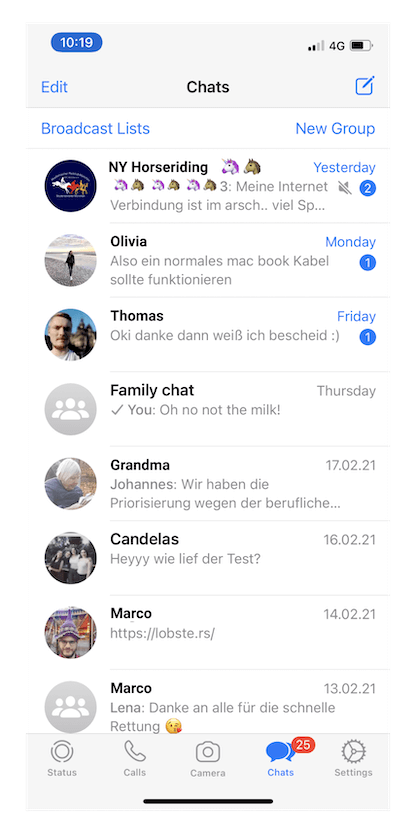 10:19
4G
Edit
Chats
Broadcast Lists
New Group
NY Horseriding 🦄🐴
Yesterday
🦄🐴 🦄🐴 🦄🐴3: Meine Internet
2
Verbindung ist im arsch.. viel Sp...
Olivia
Monday
Also ein normales mac book Kabel
1
sollte funktionieren
Thomas
Friday
Oki danke dann weiß ich bescheid :)
1
Family chat
Thursday
✓ You: Oh no not the milk!
Grandma
17.02.21
Johannes: Wir haben die
Priorisierung wegen der berufliche...
Candelas
16.02.21
Heyyy wie lief der Test?
Marco
14.02.21
https://lobste.rs/
Marco
13.02.21
Lena: Danke an alle für die schnelle
Rettung 😘
25
Status
Calls
Camera
Chats
Settings